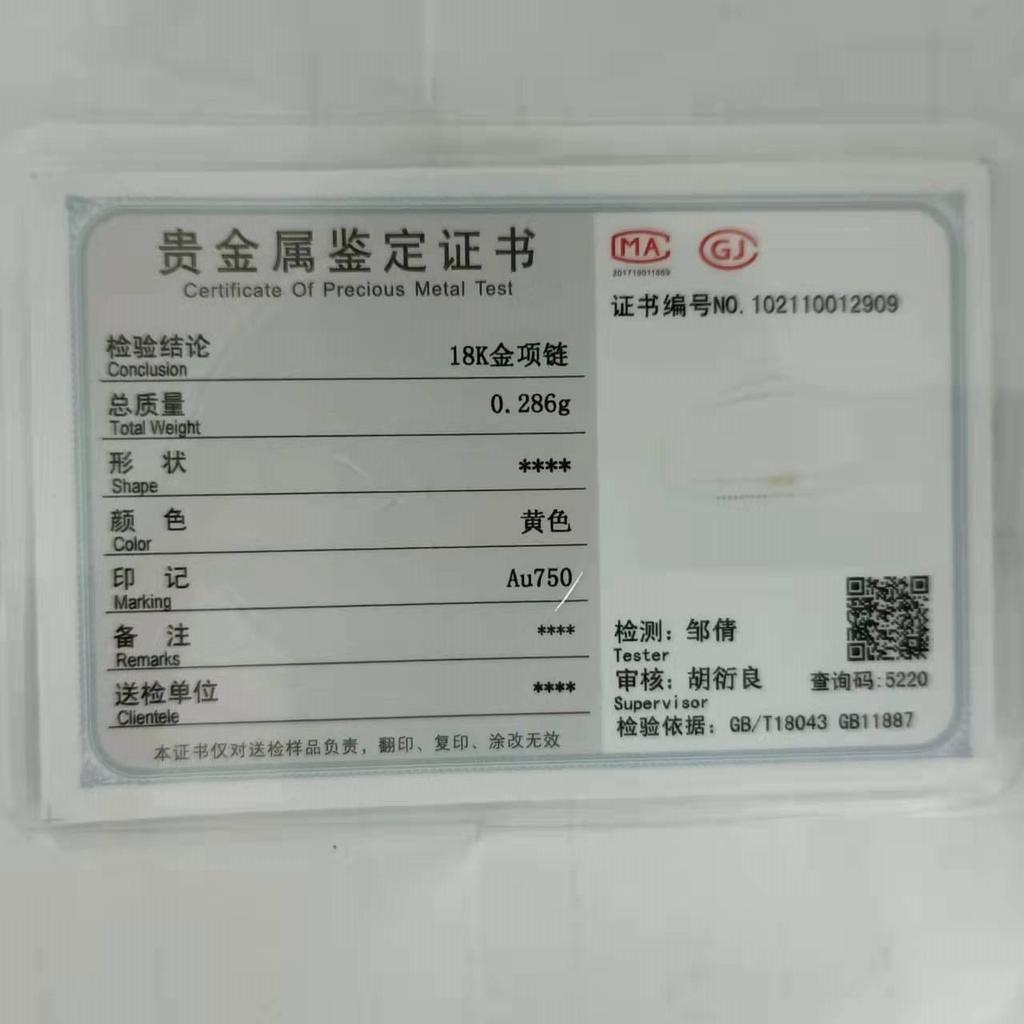 贵金属鉴定证书
Certificate Of Precious Metal Test
检验结论 18K金项链
Conclusion
总质量 0.286g
Total Weight
形 状 ****
Shape
颜 色 黄色
Color
印 记 Au750
Marking
备 注 ****
Remarks
送检单位 ****
Clientele
本证书仅对送检样品负责，翻印、复印、涂改无效
MA GJ
证书编号NO.102110012909
检测：邹倩
Tester
审核：胡衍良
Supervisor
查询码:5220
检验依据：GB/T18043 GB11887